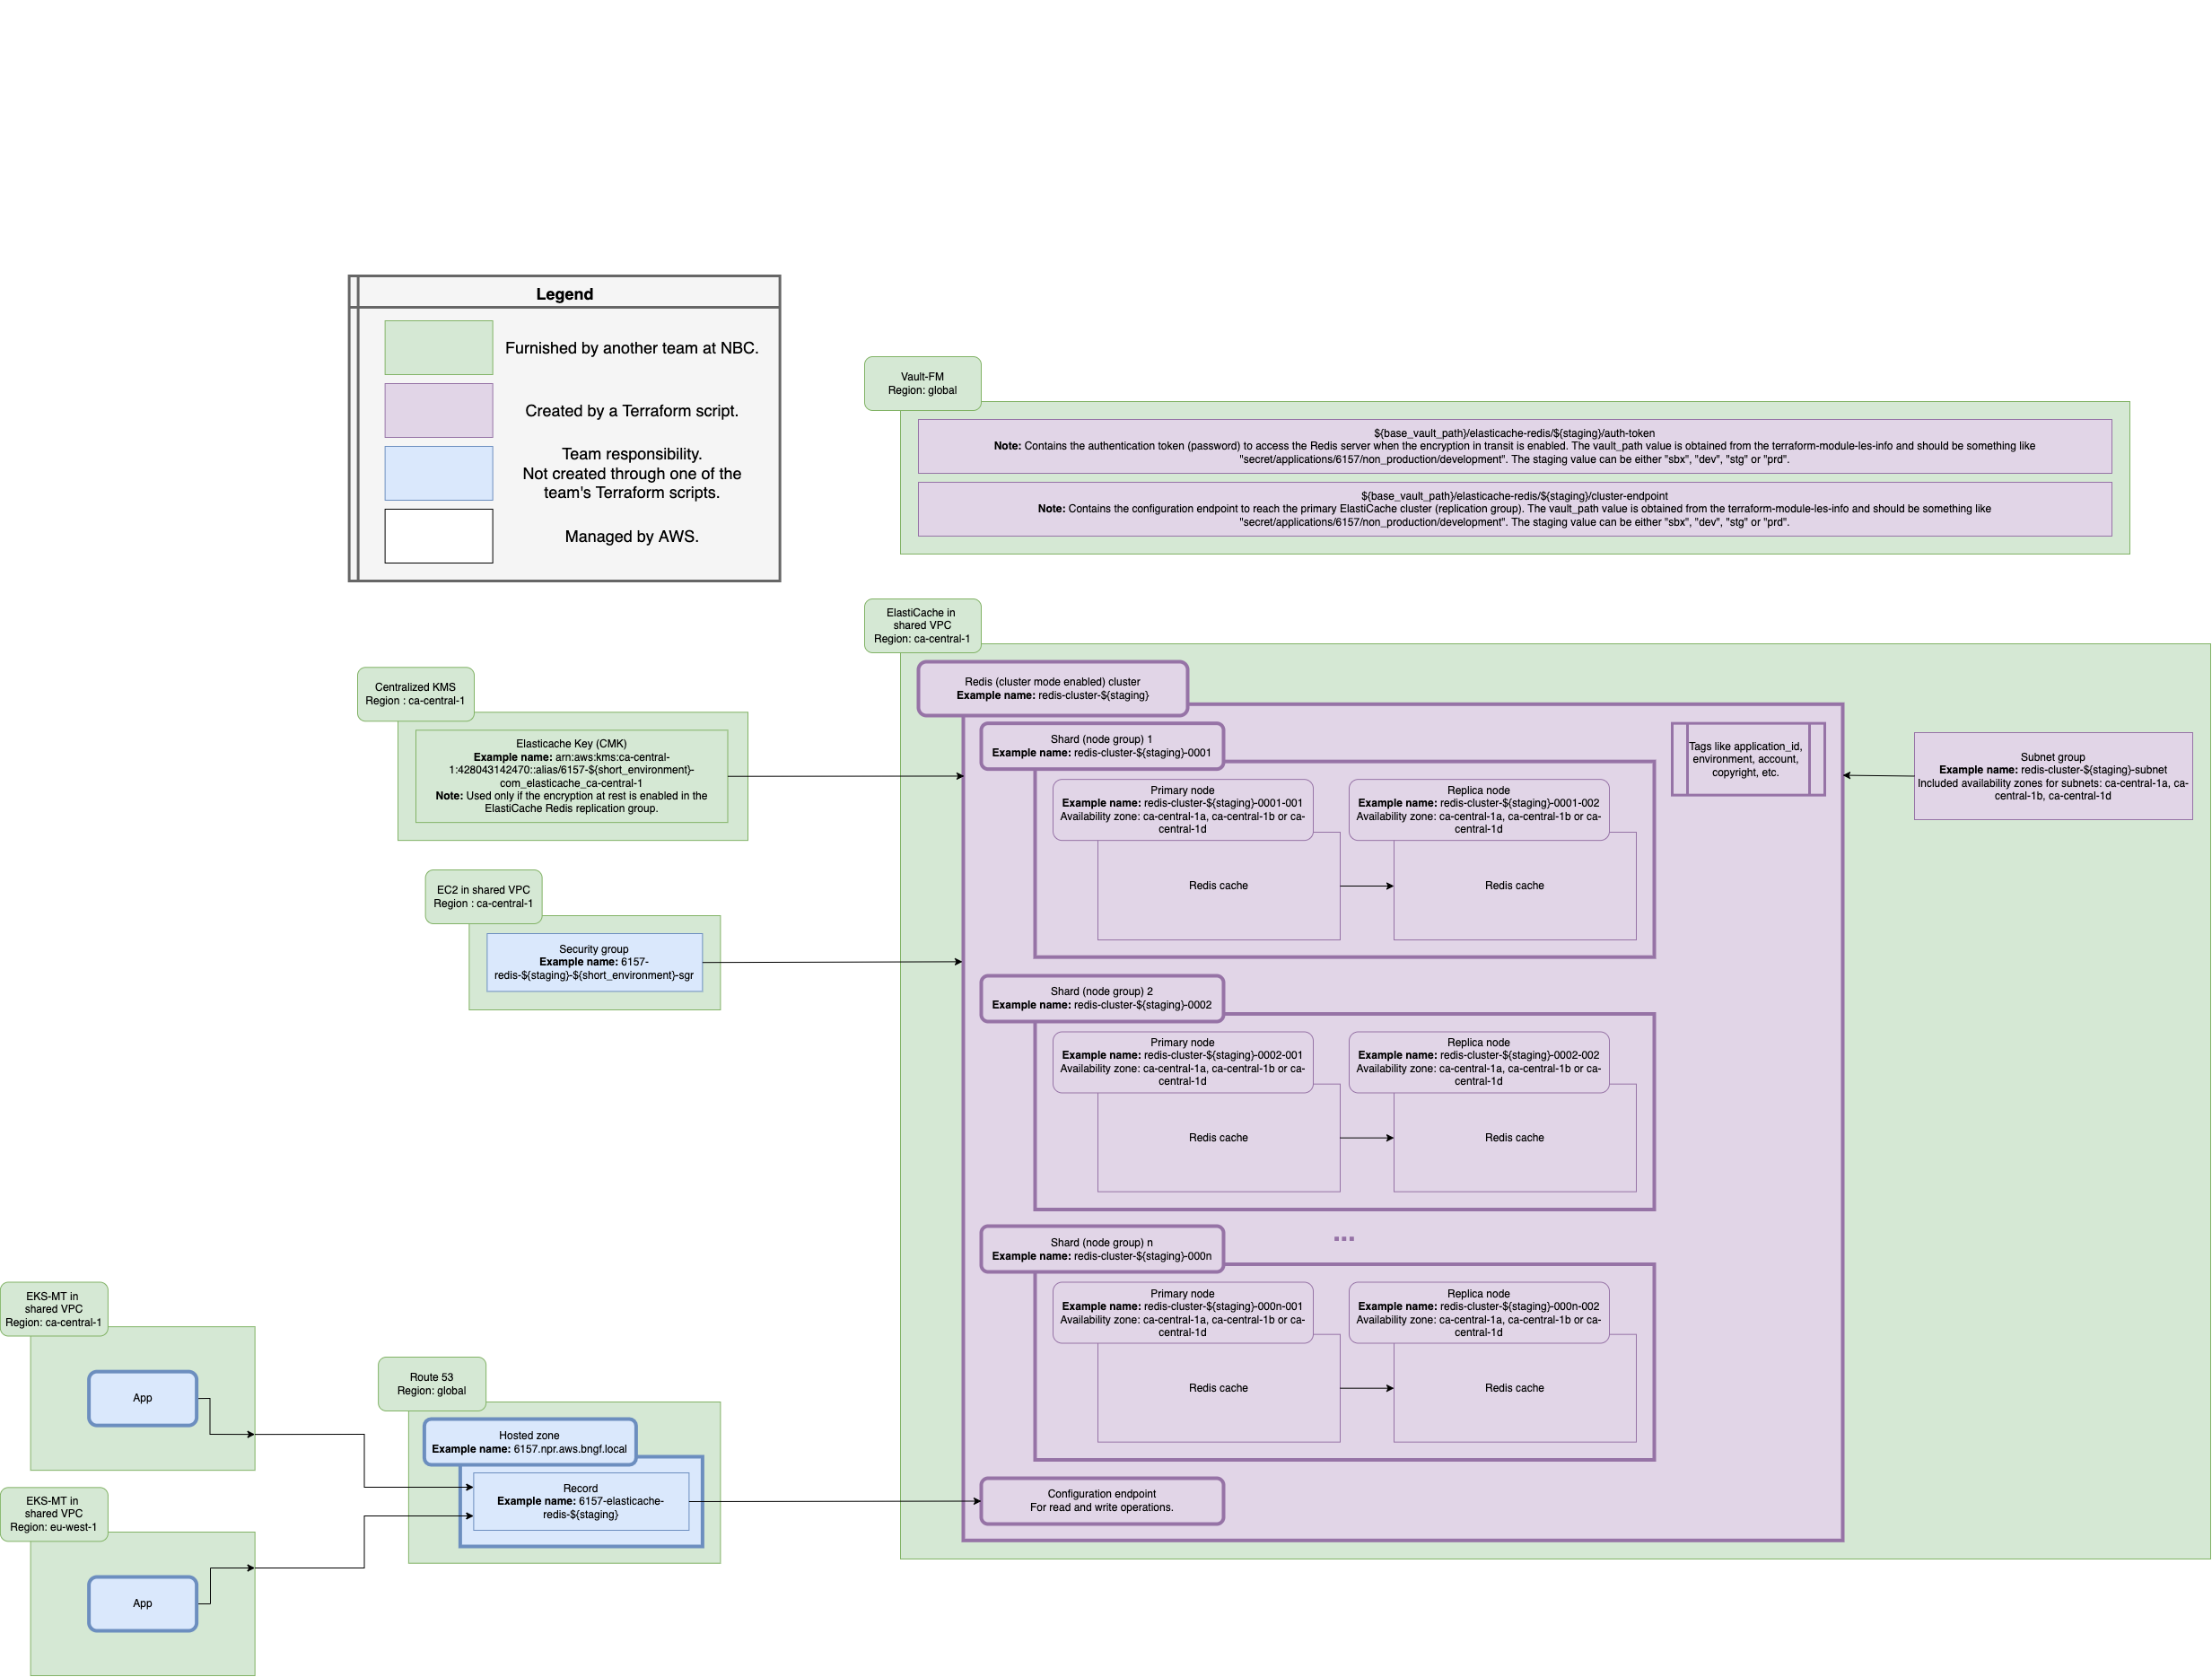 Legend
Furnished by another team at NBC.
Created by a Terraform script.
Team responsibility.
Not created through one of the
team's Terraform scripts.
Managed by AWS.
Vault-FM
Region: global
${base_vault_path}/elasticache-redis/${staging}/auth-token
Note: Contains the authentication token (password) to access the Redis server when the encryption in transit is enabled. The vault_path value is obtained from the terraform-module-les-info and should be something like
"secret/applications/6157/non_production/development". The staging value can be either "sbx", "dev", "stg" or "prd".
${base_vault_path}/elasticache-redis/${staging}/cluster-endpoint
Note: Contains the configuration endpoint to reach the primary ElastiCache cluster (replication group). The vault_path value is obtained from the terraform-module-les-info and should be something like
"secret/applications/6157/non_production/development". The staging value can be either "sbx", "dev", "stg" or "prd".
ElastiCache in
shared VPC
Region: ca-central-1
Centralized KMS
Region : ca-central-1
Elasticache Key (CMK)
Example name: arn:aws:kms:ca-central-
1:428043142470::alias/6157-${short_environment}-
com_elasticache_ca-central-1
Note: Used only if the encryption at rest is enabled in the
ElastiCache Redis replication group.
EC2 in shared VPC
Region : ca-central-1
Security group
Example name: 6157-
redis-${staging}-${short_environment}-sgr
Redis (cluster mode enabled) cluster
Example name: redis-cluster-${staging}
Shard (node group) 1
Example name: redis-cluster-${staging}-0001
Primary node
Example name: redis-cluster-${staging}-0001-001
Availability zone: ca-central-1a, ca-central-1b or ca-
central-1d
Redis cache
Replica node
Example name: redis-cluster-${staging}-0001-002
Availability zone: ca-central-1a, ca-central-1b or ca-
central-1d
Redis cache
Tags like application_id,
environment, account,
copyright, etc.
Subnet group
Example name: redis-cluster-${staging}-subnet
Included availability zones for subnets: ca-central-1a, ca-
central-1b, ca-central-1d
Shard (node group) 2
Example name: redis-cluster-${staging}-0002
Primary node
Example name: redis-cluster-${staging}-0002-001
Availability zone: ca-central-1a, ca-central-1b or ca-
central-1d
Redis cache
Replica node
Example name: redis-cluster-${staging}-0002-002
Availability zone: ca-central-1a, ca-central-1b or ca-
central-1d
Redis cache
...
Shard (node group) n
Example name: redis-cluster-${staging}-000n
Primary node
Example name: redis-cluster-${staging}-000n-001
Availability zone: ca-central-1a, ca-central-1b or ca-
central-1d
Redis cache
Replica node
Example name: redis-cluster-${staging}-000n-002
Availability zone: ca-central-1a, ca-central-1b or ca-
central-1d
Redis cache
Configuration endpoint
For read and write operations.
EKS-MT in
shared VPC
Region: ca-central-1
App
Route 53
Region: global
Hosted zone
Example name: 6157.npr.aws.bngf.local
Record
Example name: 6157-elasticache-
redis-${staging}
EKS-MT in
shared VPC
Region: eu-west-1
App